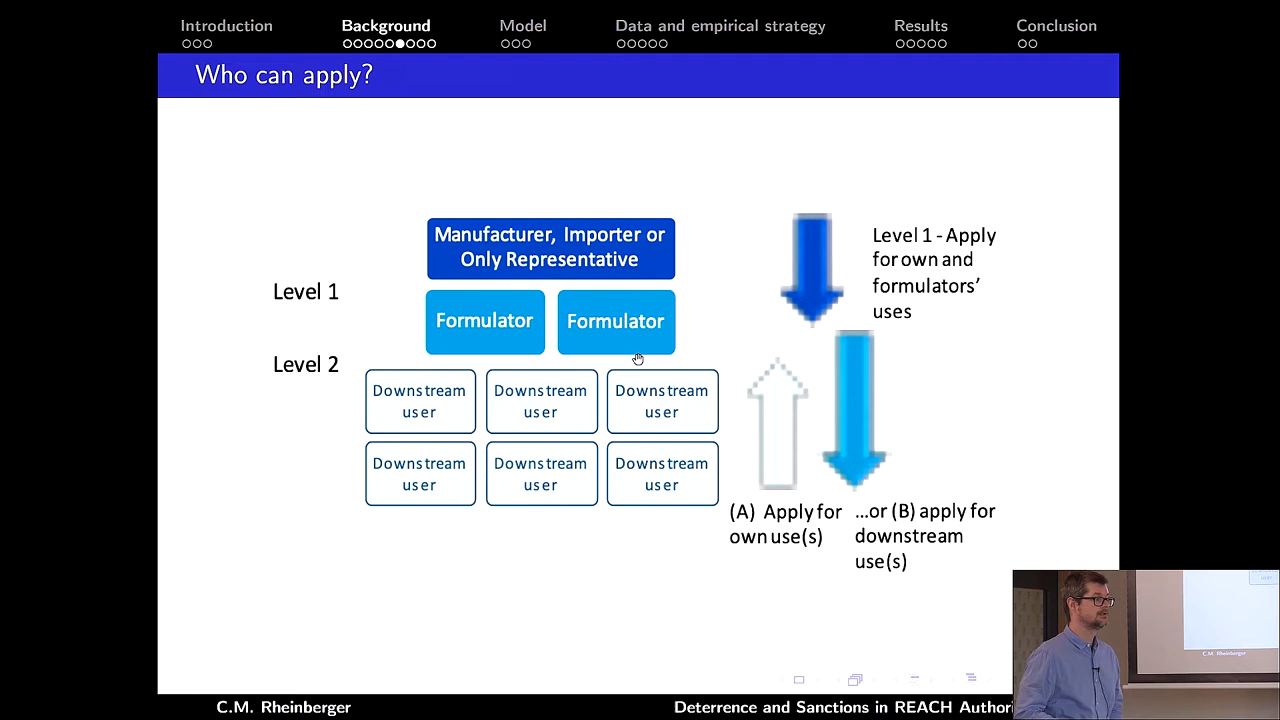 Introduction
Background
Model
Data and empirical strategy
Results
Conclusion
Who can apply?
Manufacturer, Importer or
Only Representative
Level 1
Formulator
Formulator
Level 2
Downstream
user
Downstream
user
Downstream
user
Downstream
user
Downstream
user
Downstream
user
Level 1 - Apply
for own and
formulators'
uses
(A) Apply for
own use(s)
...or (B) apply for
downstream
use(s)
C.M. Rheinberger
C.M. Rheinberger
Deterrence and Sanctions in REACH Authori